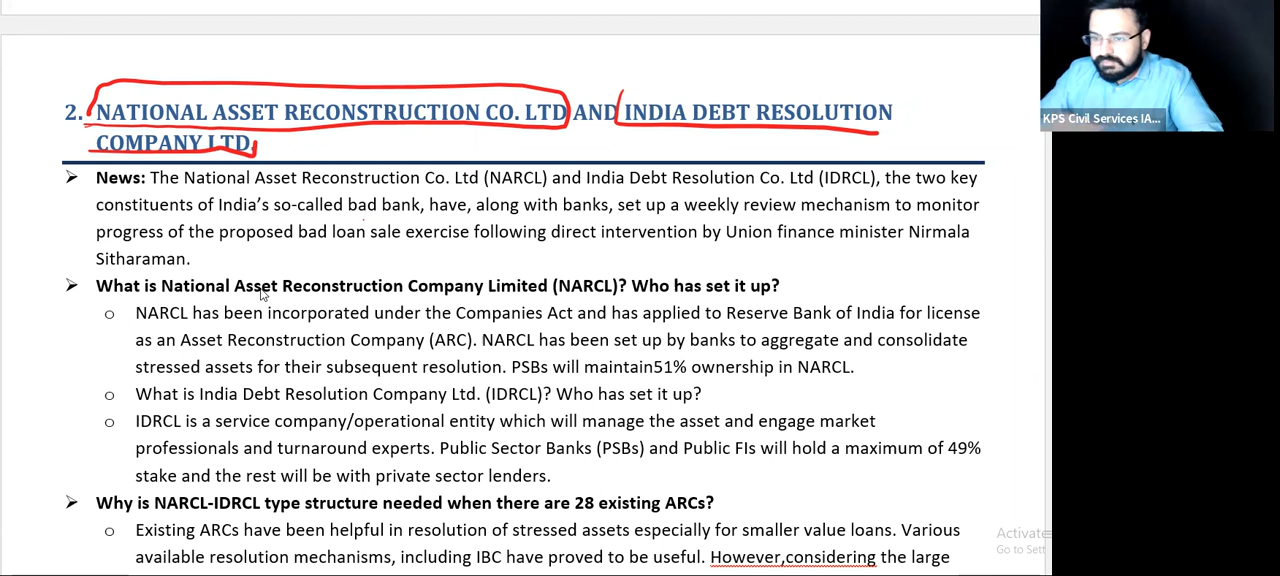 KPS Civil Services IA...
2. NATIONAL ASSET RECONSTRUCTION CO. LTD AND INDIA DEBT RESOLUTION
COMPANY LTD.
➢ News: The National Asset Reconstruction Co. Ltd (NARCL) and India Debt Resolution Co. Ltd (IDRCL), the two key
constituents of India’s so-called bad bank, have, along with banks, set up a weekly review mechanism to monitor
progress of the proposed bad loan sale exercise following direct intervention by Union finance minister Nirmala
Sitharaman.
➢ What is National Asset Reconstruction Company Limited (NARCL)? Who has set it up?
o NARCL has been incorporated under the Companies Act and has applied to Reserve Bank of India for license
as an Asset Reconstruction Company (ARC). NARCL has been set up by banks to aggregate and consolidate
stressed assets for their subsequent resolution. PSBs will maintain51% ownership in NARCL.
o What is India Debt Resolution Company Ltd. (IDRCL)? Who has set it up?
o IDRCL is a service company/operational entity which will manage the asset and engage market
professionals and turnaround experts. Public Sector Banks (PSBs) and Public FIs will hold a maximum of 49%
stake and the rest will be with private sector lenders.
➢ Why is NARCL-IDRCL type structure needed when there are 28 existing ARCs?
o Existing ARCs have been helpful in resolution of stressed assets especially for smaller value loans. Various
available resolution mechanisms, including IBC have proved to be useful. However,considering the large
Activate
Go to Sett